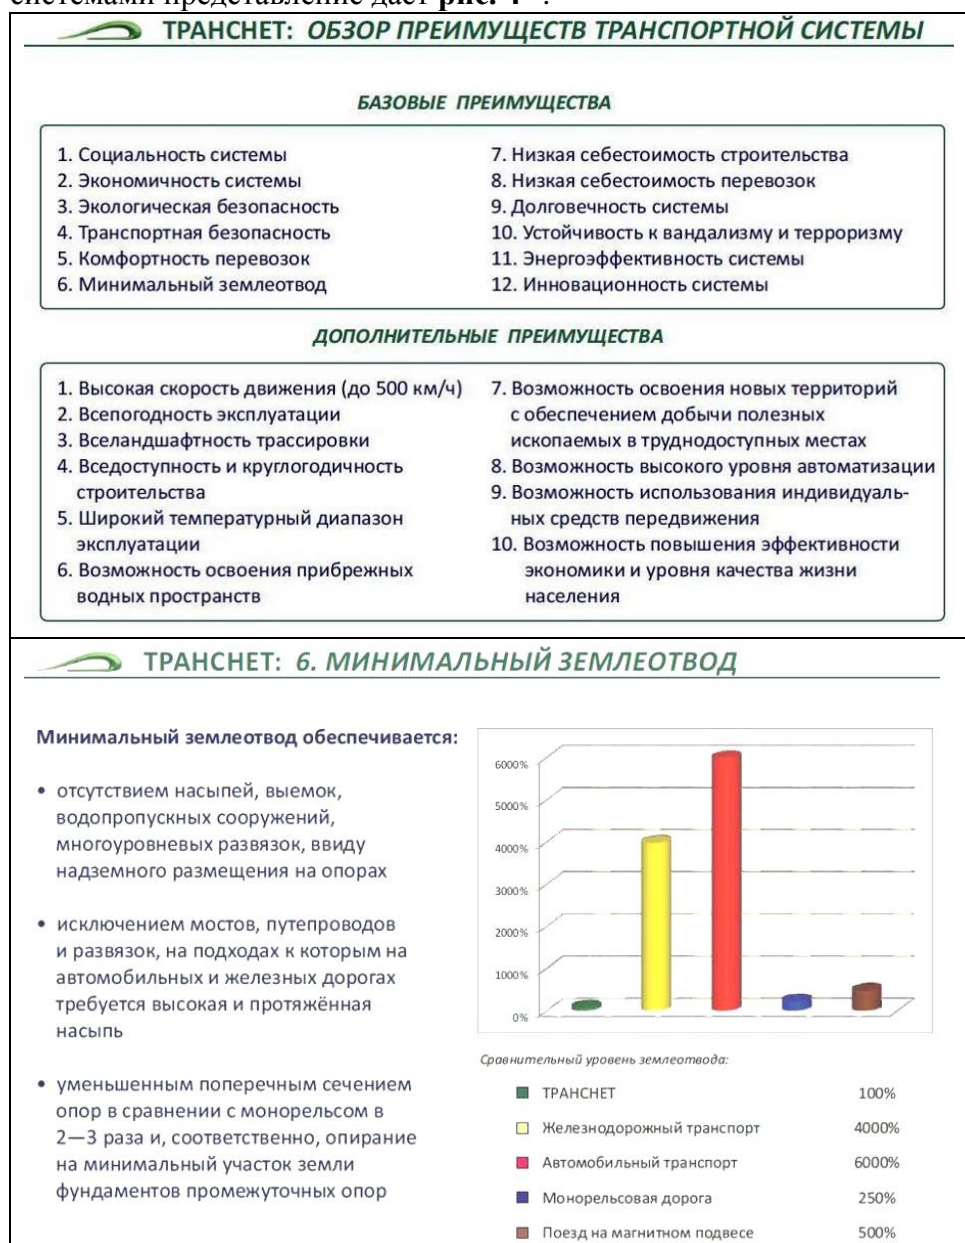 системами представление дает рис. 4
ТРАНСНЕТ: ОБЗОР ПРЕИМУЩЕСТВ ТРАНСПОРТНОЙ СИСТЕМЫ
БАЗОВЫЕ ПРЕИМУЩЕСТВА
1. Социальность системы
2. Экономичность системы
3. Экологическая безопасность
4. Транспортная безопасность
5. Комфортность перевозок
6. Минимальный землеотвод
7. Низкая себестоимость строительства
8. Низкая себестоимость перевозок
9. Долговечность системы
10. Устойчивость к вандализму и терроризму
11. Энергоэффективность системы
12. Инновационность системы
ДОПОЛНИТЕЛЬНЫЕ ПРЕИМУЩЕСТВА
1. Высокая скорость движения (до 500 км/ч)
2. Всепогодность эксплуатации
3. Вселандшафтность трассировки
4. Вседоступность и круглогодичность
строительства
5. Широкий температурный диапазон
эксплуатации
6. Возможность освоения прибрежных
водных пространств
7. Возможность освоения новых территорий
с обеспечением добычи полезных
ископаемых в труднодоступных местах
8. Возможность высокого уровня автоматизации
9. Возможность использования индивидуаль-
ных средств передвижения
10. Возможность повышения эффективности
экономики и уровня качества жизни
населения
ТРАНСНЕТ: 6. МИНИМАЛЬНЫЙ ЗЕМЛЕОТВОД
Минимальный землеотвод обеспечивается:
• отсутствием насыпей, выемок,
водопропускных сооружений,
многоуровневых развязок, ввиду
надземного размещения на опорах
• исключением мостов, путепроводов
и развязок, на подходах к которым на
автомобильных и железных дорогах
требуется высокая и протяжённая
насыпь
• уменьшенным поперечным сечением
опор в сравнении с монорельсом в
2—3 раза и, соответственно, опирание
на минимальный участок земли
фундаментов промежуточных опор
6000%
5000%
4000%
3000%
2000%
1000%
0%
Сравнительный уровень землеотвода:
ТРАНСНЕТ 100%
Железнодорожный транспорт 4000%
Автомобильный транспорт 6000%
Монорельсовая дорога 250%
Поезд на магнитном подвесе 500%